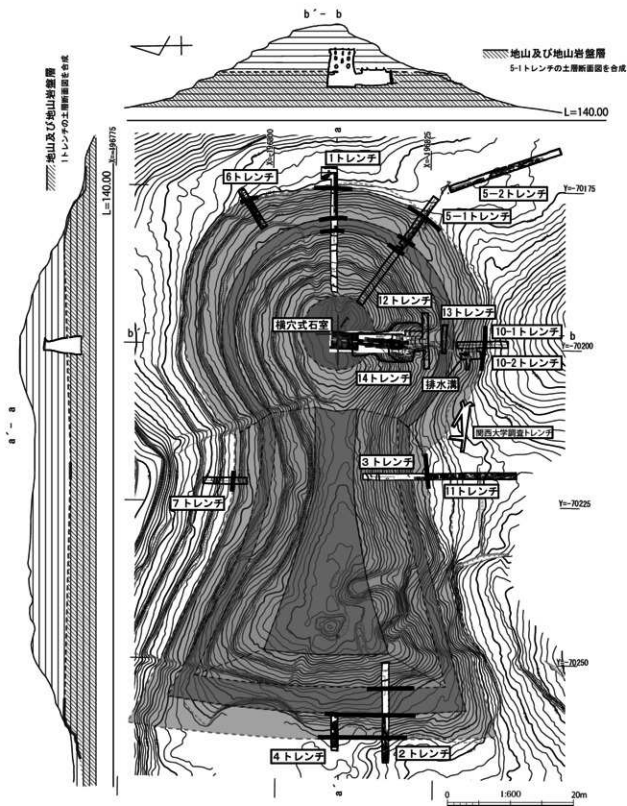 b´- b
地山及び地山岩盤層
5-1トレンチの土層断面図を合成
L=140.00
地山及び地山岩盤層
1トレンチの土層断面図を合成
L=140.00
X=-196775
X=-196800
-a-
X=-196825
1トレンチ
6トレンチ
5-2トレンチ
Y=-70175
5-1トレンチ
12トレンチ
13トレンチ
横穴式石室
10-1トレンチ
b
b´
Y=-70200
10-2トレンチ
14トレンチ
排水溝
関西大学調査トレンチ
a´- a
3トレンチ
7トレンチ
11トレンチ
Y=-70225
Y=-70250
4トレンチ
2トレンチ
a´
0 1:600 20m